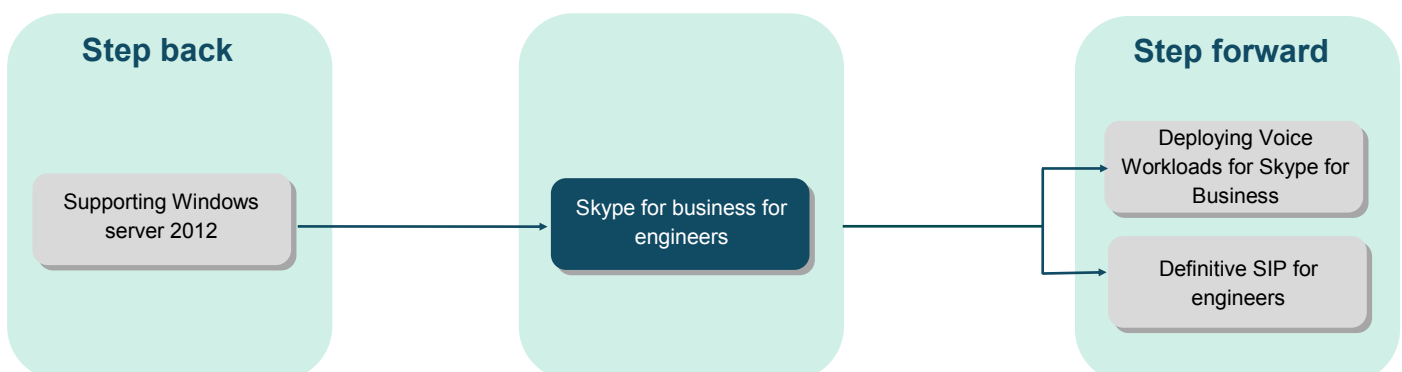 Step back
Supporting Windows
server 2012
Skype for business for
engineers
Step forward
Deploying Voice
Workloads for Skype for
Business
Definitive SIP for
engineers